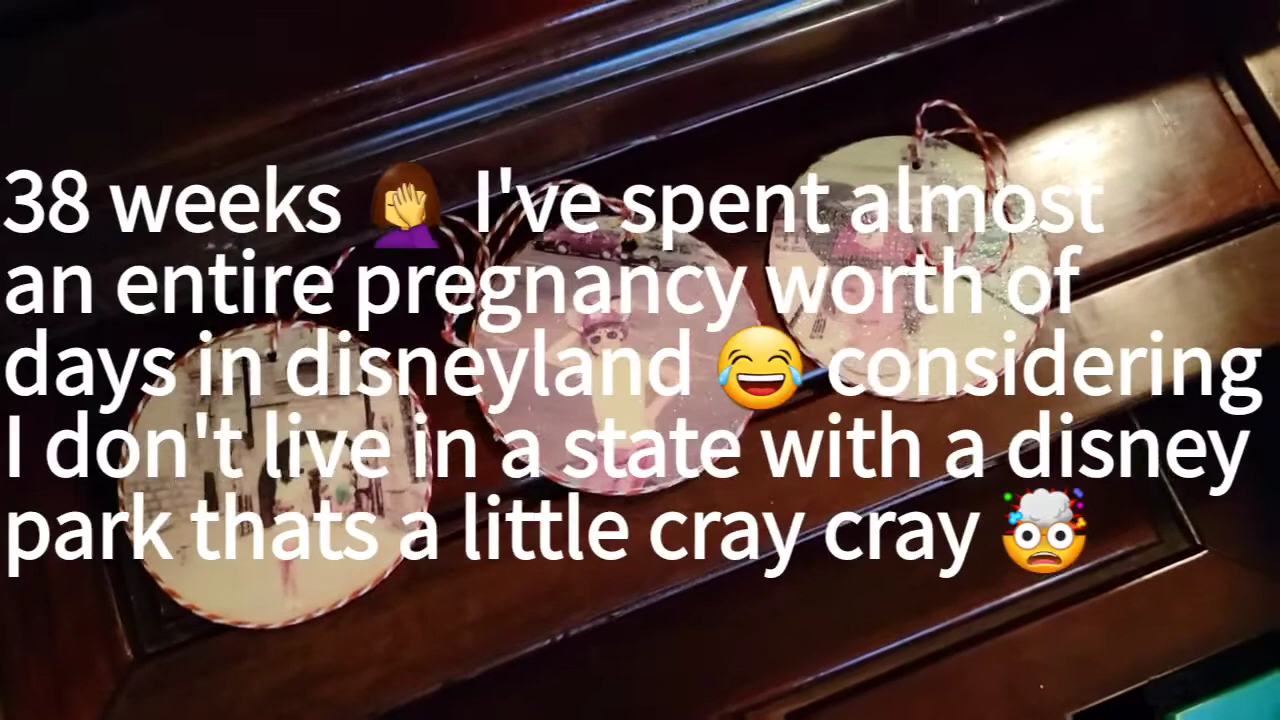 38 weeks 🤦‍♀️ I've spent almost
an entire pregnancy worth of
days in disneyland 😂 considering
I don't live in a state with a disney
park thats a little cray cray 🤯